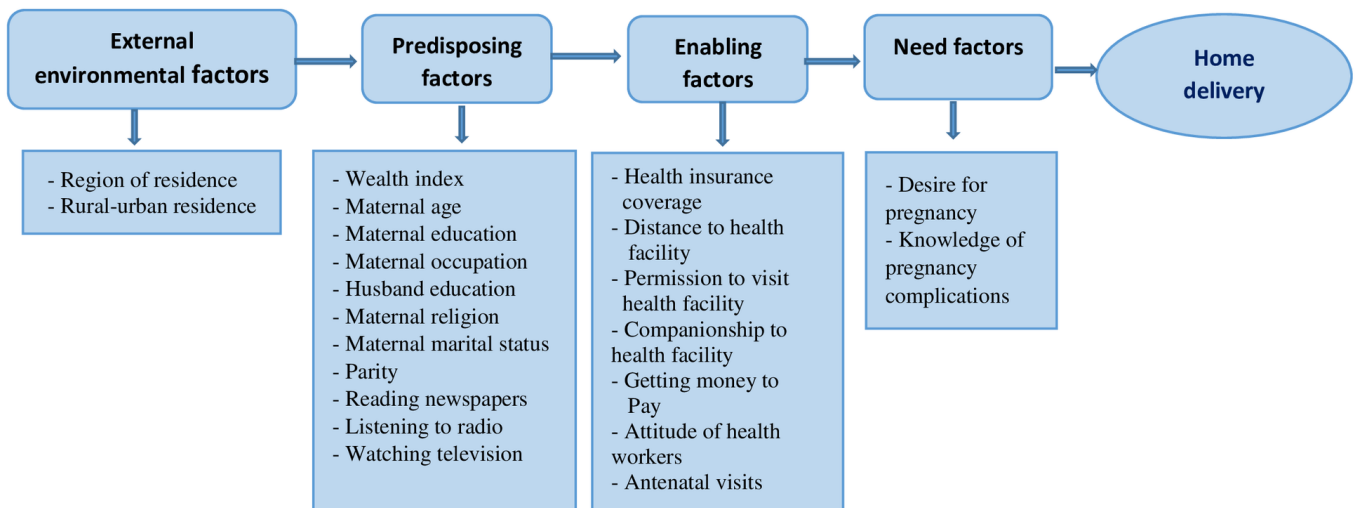 External
environmental factors
Predisposing
factors
Enabling
factors
Need factors
Home
delivery
- Region of residence
- Rural-urban residence
- Wealth index
- Maternal age
- Maternal education
- Maternal occupation
- Husband education
- Maternal religion
- Maternal marital status
- Parity
- Reading newspapers
- Listening to radio
- Watching television
- Health insurance
coverage
- Distance to health
facility
- Permission to visit
health facility
- Companionship to
health facility
- Getting money to
Pay
- Attitude of health
workers
- Antenatal visits
- Desire for
pregnancy
- Knowledge of
pregnancy
complications